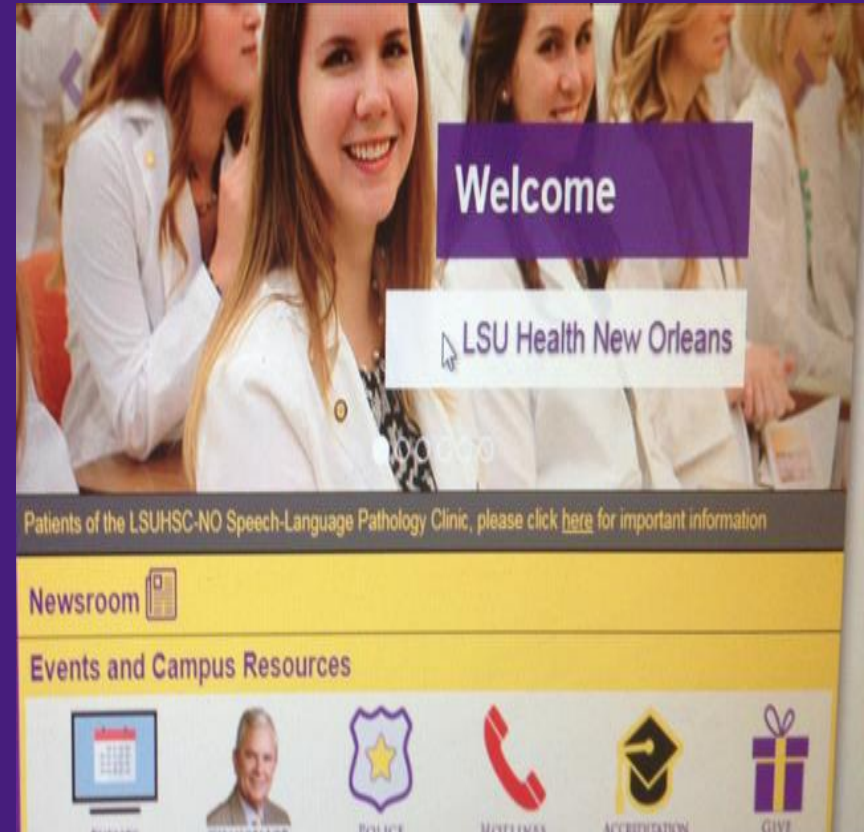 Welcome
LSU Health New Orleans
Patients of the LSUHSC-NO Speech-Language Pathology Clinic, please click here for important information
Newsroom
Events and Campus Resources
POLICE
HOTLINES
ACCREDITATION
GIVE